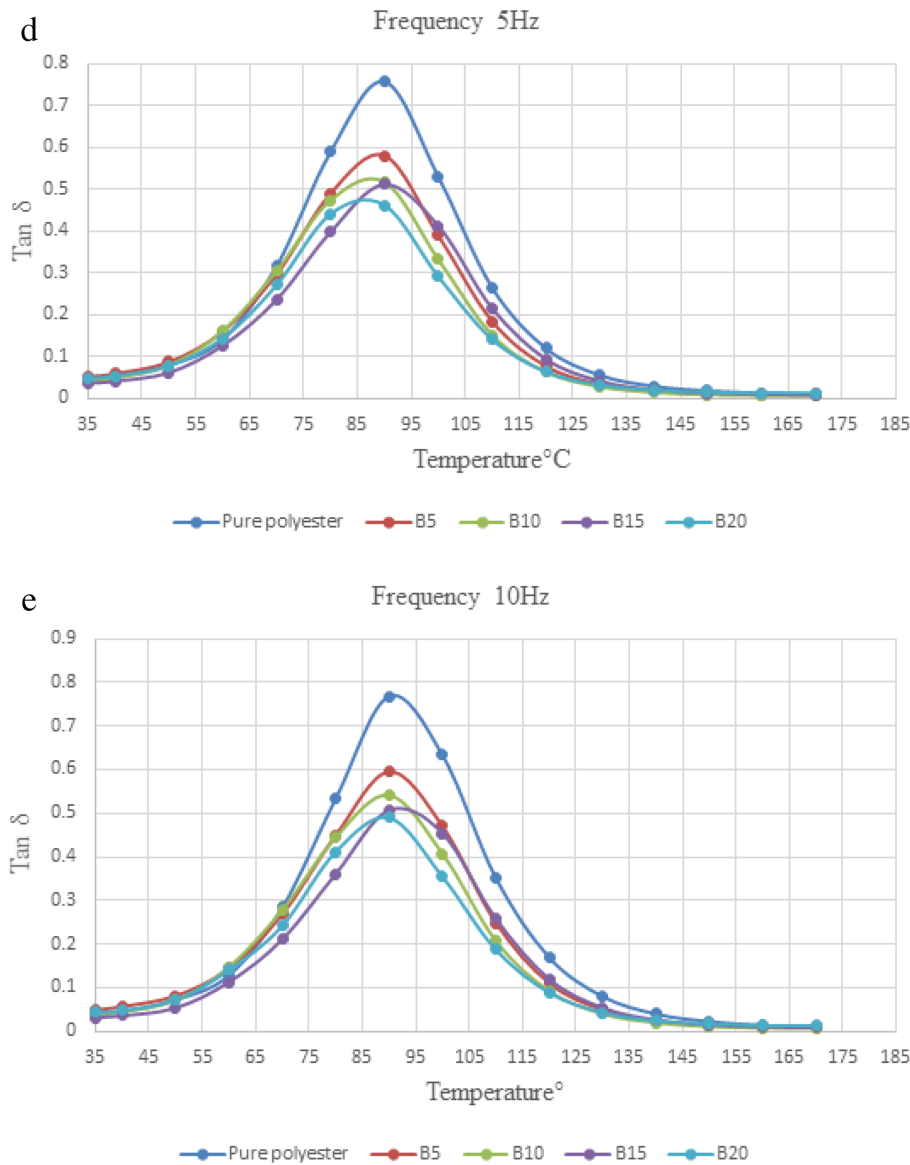 d
Frequency 5Hz
0.8
0.7
0.6
0.5
0.4
0.3
0.2
0.1
0
Tan δ
35 45 55 65 75 85 95 105 115 125 135 145 155 165 175 185
Temperature°C
Pure polyester B5 B10 B15 B20
e
Frequency 10Hz
0.9
0.8
0.7
0.6
0.5
0.4
0.3
0.2
0.1
0
Tan δ
35 45 55 65 75 85 95 105 115 125 135 145 155 165 175 185
Temperature°
Pure polyester B5 B10 B15 B20